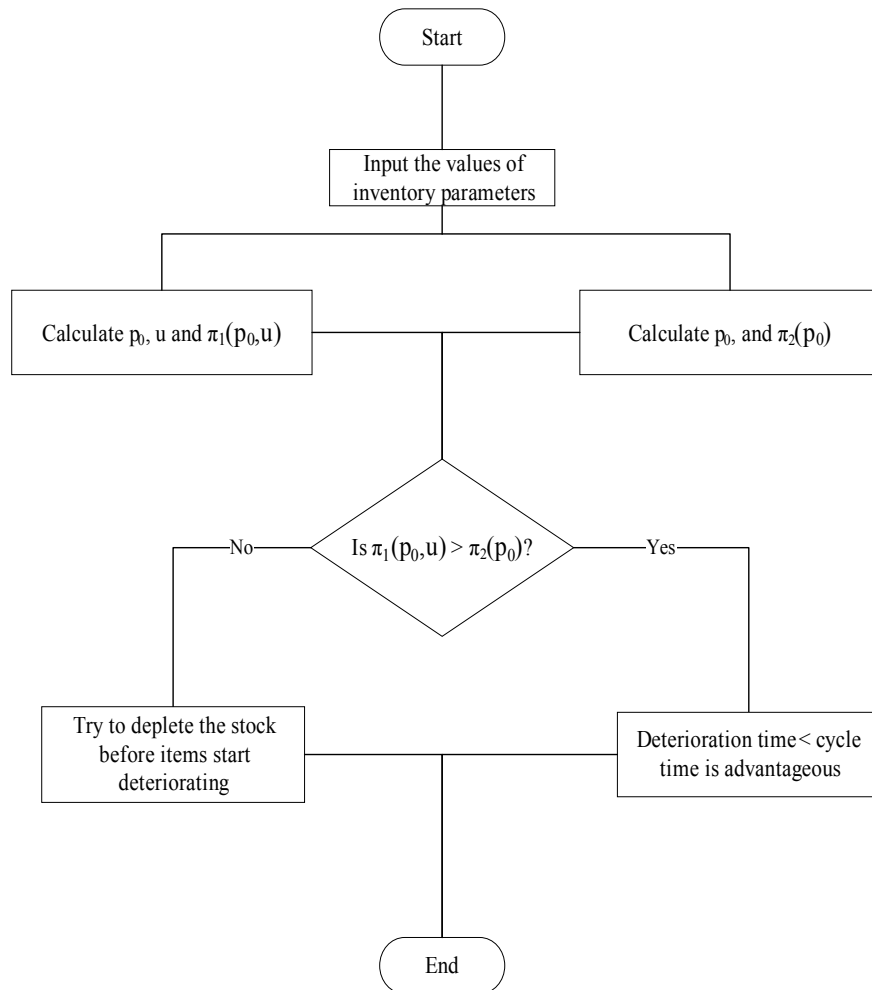 Start
Input the values of
inventory parameters
Calculate p₀, u and π₁(p₀,u)
Calculate p₀, and π₂(p₀)
Is π₁(p₀,u) > π₂(p₀)?
No
Yes
Try to deplete the stock
before items start
deteriorating
Deterioration time< cycle
time is advantageous
End